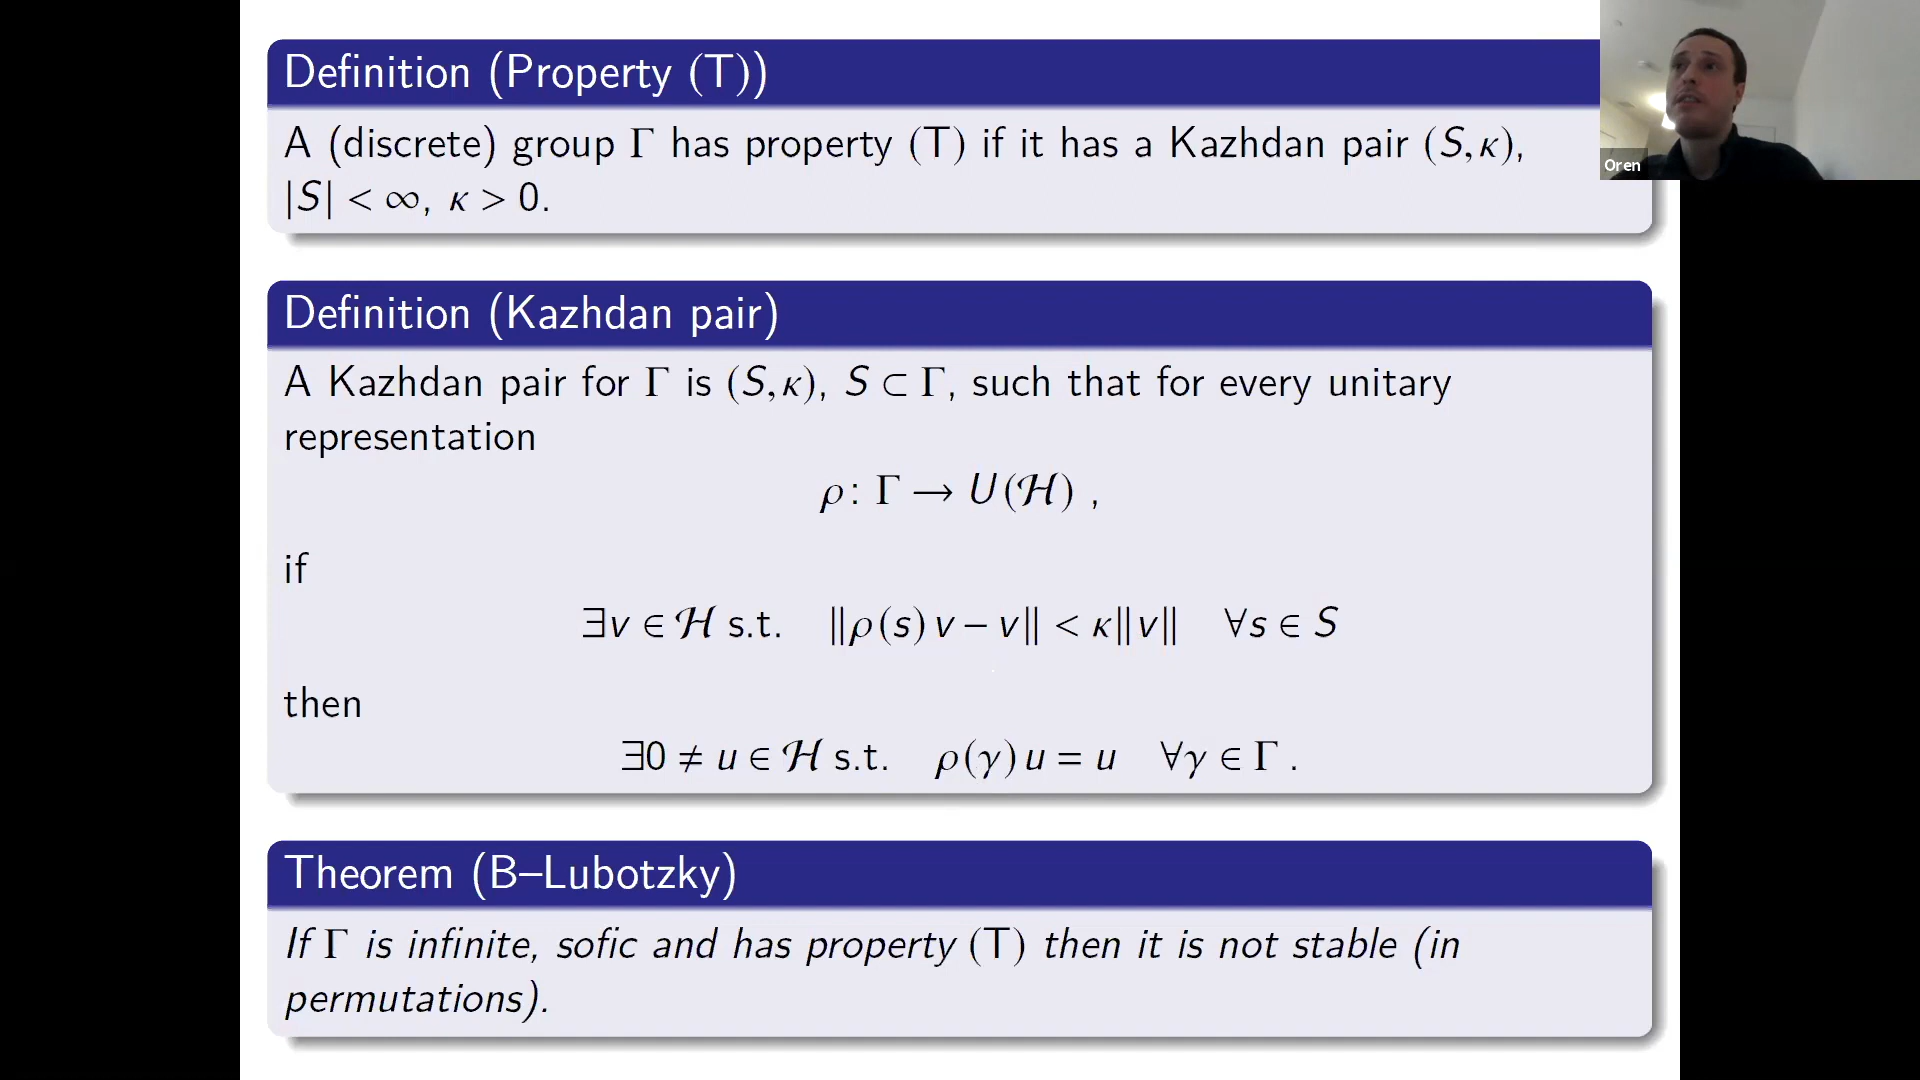 Definition (Property (T))
A (discrete) group Γ has property (T) if it has a Kazhdan pair (S, κ),
|S| < ∞, κ > 0.
Oren
Definition (Kazhdan pair)
A Kazhdan pair for Γ is (S, κ), S ⊂ Γ, such that for every unitary
representation
ρ: Γ → U(ℋ) ,
if
∃v ∈ ℋ s.t. ‖ρ(s) v − v‖ < κ‖v‖ ∀s ∈ S
then
∃0 ≠ u ∈ ℋ s.t. ρ(γ) u = u ∀γ ∈ Γ .
Theorem (B–Lubotzky)
If Γ is infinite, sofic and has property (T) then it is not stable (in
permutations).